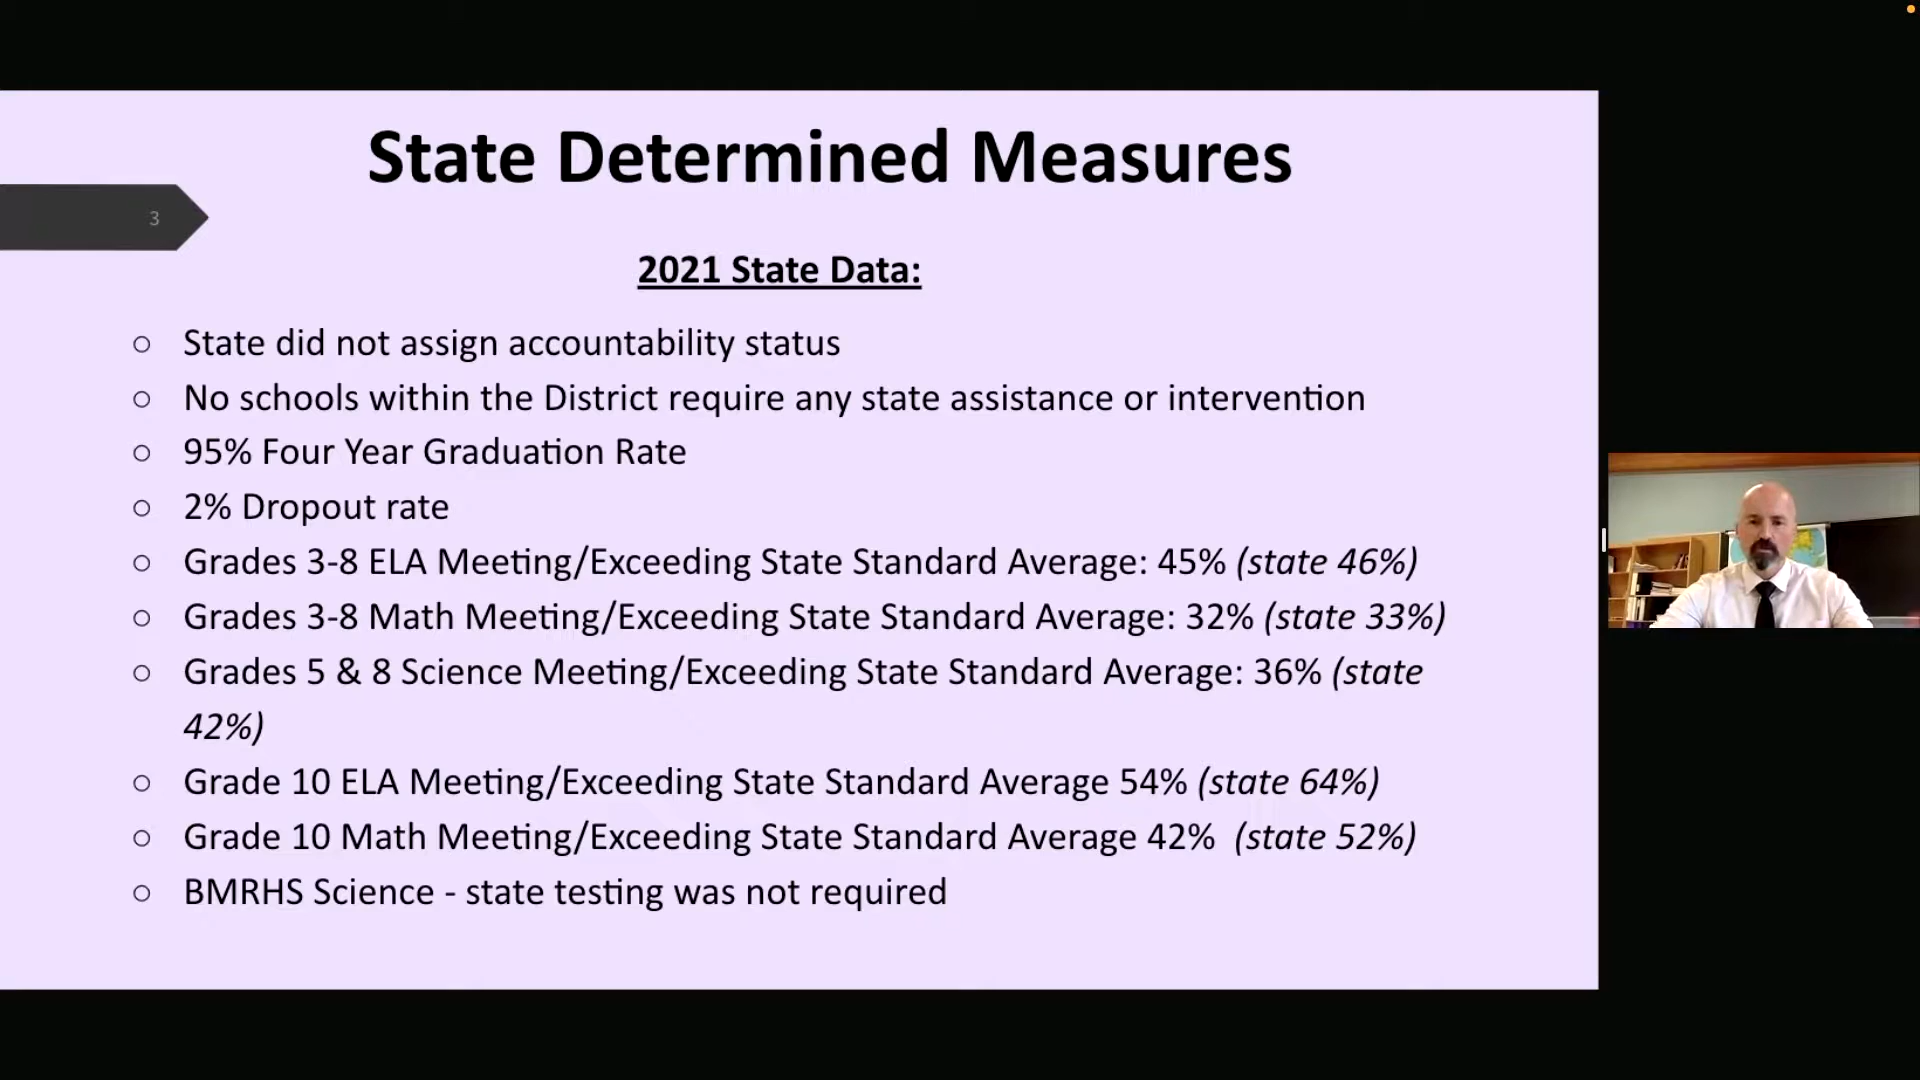 State Determined Measures
3
2021 State Data:
○ State did not assign accountability status
○ No schools within the District require any state assistance or intervention
○ 95% Four Year Graduation Rate
○ 2% Dropout rate
○ Grades 3-8 ELA Meeting/Exceeding State Standard Average: 45% (state 46%)
○ Grades 3-8 Math Meeting/Exceeding State Standard Average: 32% (state 33%)
○ Grades 5 & 8 Science Meeting/Exceeding State Standard Average: 36% (state
42%)
○ Grade 10 ELA Meeting/Exceeding State Standard Average 54% (state 64%)
○ Grade 10 Math Meeting/Exceeding State Standard Average 42% (state 52%)
○ BMRHS Science - state testing was not required